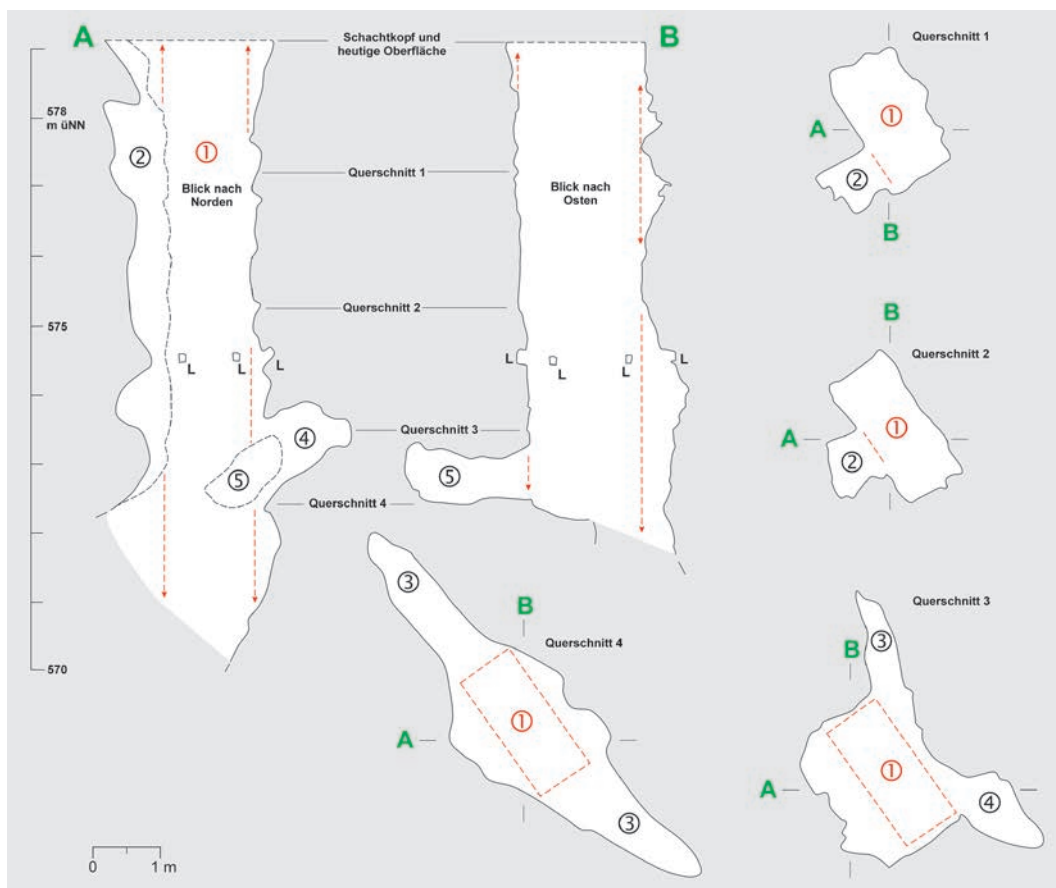 A
Schachtkopf und
heutige Oberfläche
B
Querschnitt 1
578
m üNN
②
①
Blick nach
Norden
Querschnitt 1
Blick nach
Osten
A
①
②
B
Querschnitt 2
575
L
L
L
L
L
L
L
B
Querschnitt 2
A
①
②
④
Querschnitt 3
⑤
⑤
Querschnitt 4
③
B
Querschnitt 4
①
A
③
Querschnitt 3
③
B
①
A
④
570
0
1 m